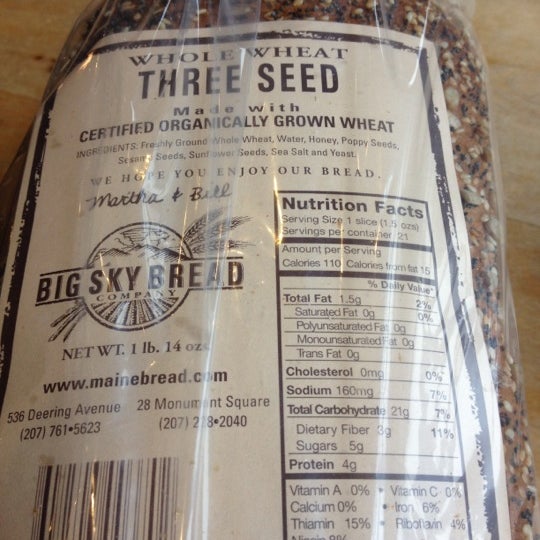 WHOLE WHEAT
THREE SEED
Made with
CERTIFIED ORGANICALLY GROWN WHEAT
INGREDIENTS: Freshly Ground Whole Wheat, Water, Honey, Poppy Seeds,
Sesame Seeds, Sunflower Seeds, Sea Salt and Yeast.
WE HOPE YOU ENJOY OUR BREAD.
Martha & Bill
BIG SKY BREAD
COMPANY
NET WT. 1 lb. 14 ozs
www.mainebread.com
536 Deering Avenue 28 Monument Square
(207) 761•5623 (207) 228•2040
Nutrition Facts
Serving Size 1 slice (1.5 ozs)
Servings per container 21
Amount per Serving
Calories 110 Calories from fat 15
% Daily Value*
Total Fat 1.5g 2%
Saturated Fat 0g 0%
Polyunsaturated Fat 0g
Monounsaturated Fat 0g
Trans Fat 0g
Cholesterol 0mg 0%
Sodium 160mg 7%
Total Carbohydrate 21g 7%
Dietary Fiber 3g 11%
Sugars 5g
Protein 4g
Vitamin A 0% • Vitamin C 0%
Calcium 0% • Iron 6%
Thiamin 15% • Riboflavin 4%
Niacin 8%